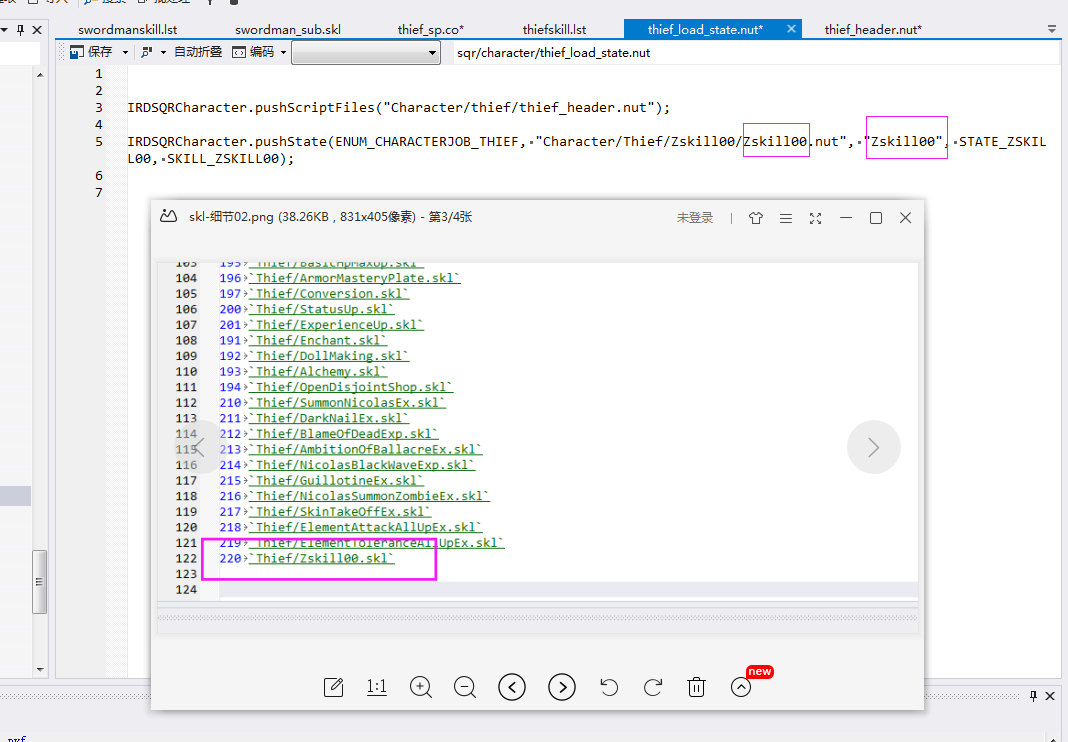 swordmanskill.lst swordman_sub.skl thief_sp.co* thiefskill.lst thief_load_state.nut* thief_header.nut*
保存 自动折叠 编码 sqr/character/thief_load_state.nut
1
2
3 IRDSQRCharacter.pushScriptFiles("Character/thief/thief_header.nut");
4
5 IRDSQRCharacter.pushState(ENUM_CHARACTERJOB_THIEF, "Character/Thief/Zskill00/Zskill00.nut", "Zskill00", STATE_ZSKIL
L00, SKILL_ZSKILL00);
6
7
skl-细节02.png (38.26KB , 831x405像素) - 第3/4张 未登录
103 195 `Thief/BasicHpMaxUp.skl`
104 196 `Thief/ArmorMasteryPlate.skl`
105 197 `Thief/Conversion.skl`
106 200 `Thief/StatusUp.skl`
107 201 `Thief/ExperienceUp.skl`
108 191 `Thief/Enchant.skl`
109 192 `Thief/DollMaking.skl`
110 193 `Thief/Alchemy.skl`
111 194 `Thief/OpenDisjointShop.skl`
112 210 `Thief/SummonNicolasEx.skl`
113 211 `Thief/DarkNailEx.skl`
114 212 `Thief/BlameOfDeadExp.skl`
115 213 `Thief/AmbitionOfBallacreEx.skl`
116 214 `Thief/NicolasBlackWaveExp.skl`
117 215 `Thief/GuillotineEx.skl`
118 216 `Thief/NicolasSummonZombieEx.skl`
119 217 `Thief/SkinTakeOffEx.skl`
120 218 `Thief/ElementAttackAllUpEx.skl`
121 219 `Thief/ElementToleranceAllUpEx.skl`
122 220 `Thief/Zskill00.skl`
123
124
1:1
new